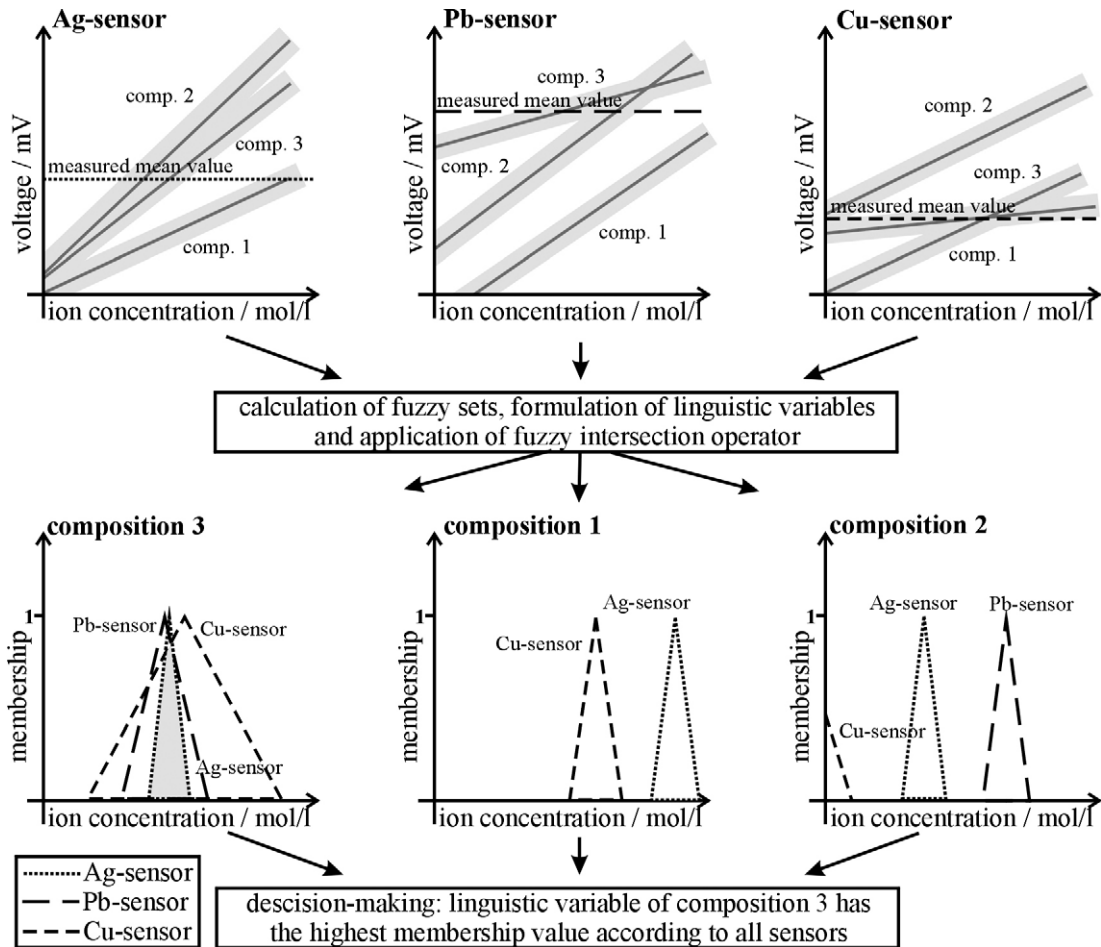 Ag-sensor
voltage / mV
comp. 2
comp. 3
measured mean value
comp. 1
ion concentration / mol/l
Pb-sensor
voltage / mV
comp. 3
measured mean value
comp. 2
comp. 1
ion concentration / mol/l
Cu-sensor
voltage / mV
comp. 2
comp. 3
measured mean value
comp. 1
ion concentration / mol/l
calculation of fuzzy sets, formulation of linguistic variables
and application of fuzzy intersection operator
composition 3
membership
1
Pb-sensor
Cu-sensor
Ag-sensor
ion concentration / mol/l
composition 1
membership
1
Ag-sensor
Cu-sensor
ion concentration / mol/l
composition 2
membership
1
Ag-sensor
Pb-sensor
Cu-sensor
ion concentration / mol/l
Ag-sensor
Pb-sensor
Cu-sensor
descision-making: linguistic variable of composition 3 has
the highest membership value according to all sensors